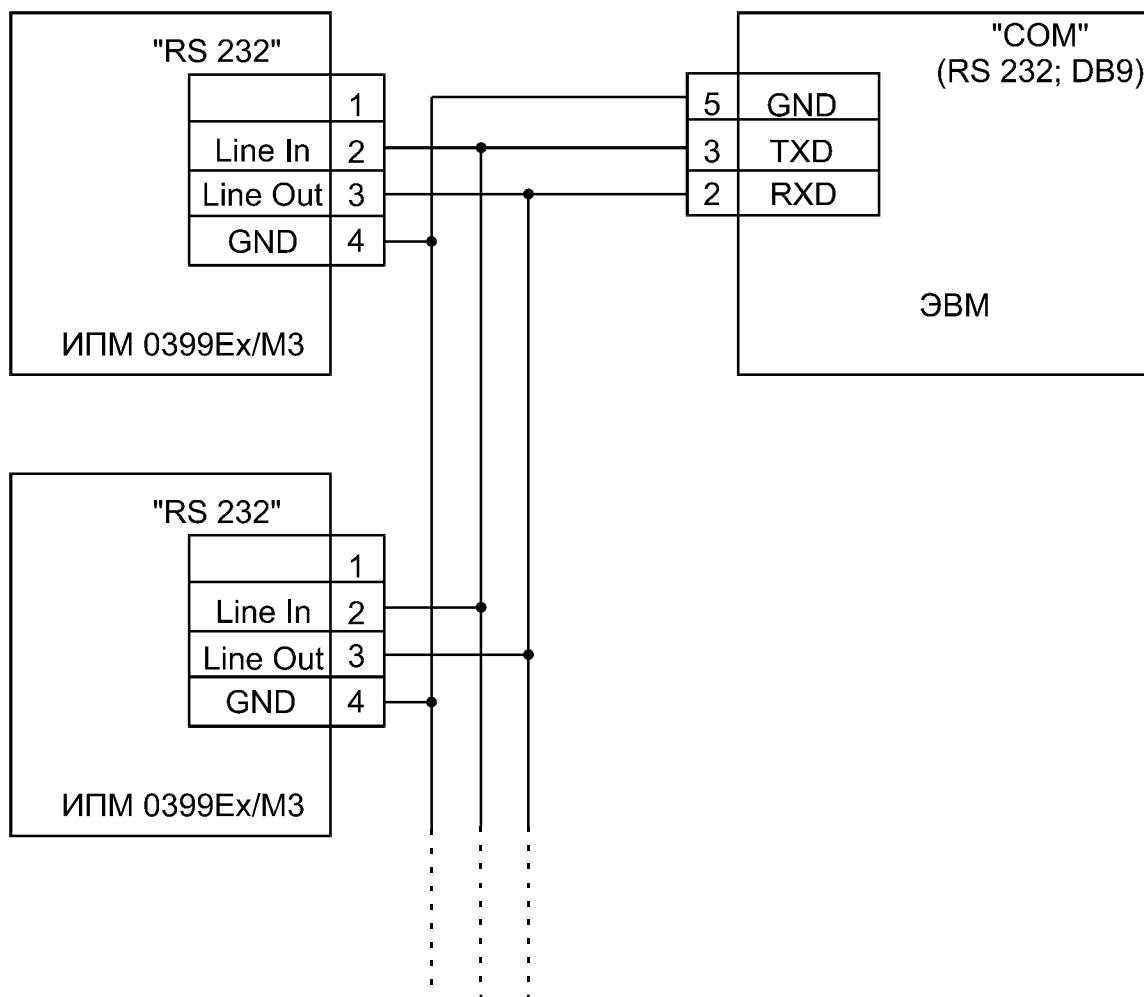 "RS 232"
1
Line In 2
Line Out 3
GND 4
ИПМ 0399Ex/М3
"COM"
(RS 232; DB9)
5 GND
3 TXD
2 RXD
ЭВМ
"RS 232"
1
Line In 2
Line Out 3
GND 4
ИПМ 0399Ex/М3